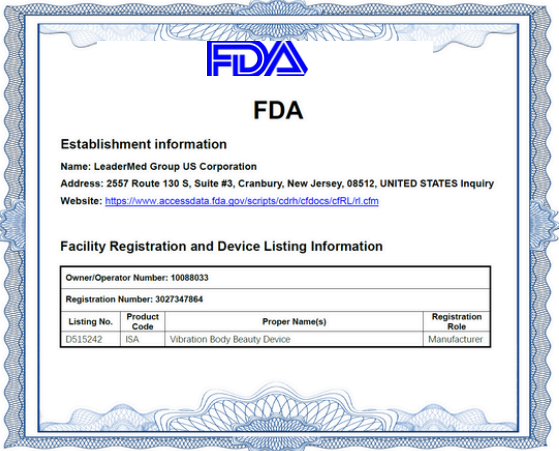 FDA
FDA
Establishment information
Name: LeaderMed Group US Corporation
Address: 2557 Route 130 S, Suite #3, Cranbury, New Jersey, 08512, UNITED STATES Inquiry
Website: https://www.accessdata.fda.gov/scripts/cdrh/cfdocs/cfRL/rl.cfm
Facility Registration and Device Listing Information
Owner/Operator Number: 10088033
Registration Number: 3027347864
Listing No. Product Code Proper Name(s) Registration Role
D515242 ISA Vibration Body Beauty Device Manufacturer